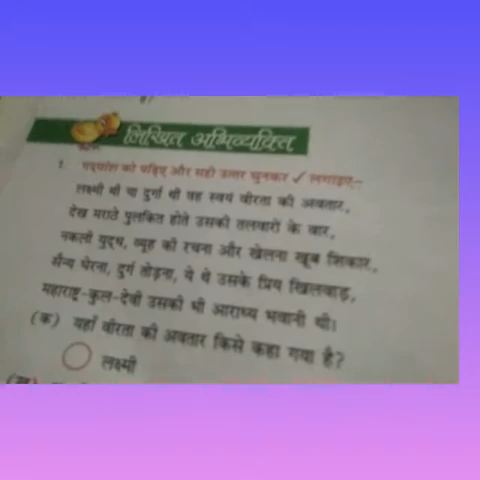 लिखित अभिव्यक्ति
1. पद्यांश को पढ़िए और सही उत्तर चुनकर ✓ लगाइए–
लक्ष्मी थी या दुर्गा थी वह स्वयं वीरता की अवतार,
देख मराठे पुलकित होते उसकी तलवारों के वार,
नकली युद्ध, व्यूह की रचना और खेलना खूब शिकार,
सैन्य घेरना, दुर्ग तोड़ना, ये थे उसके प्रिय खिलवाड़,
महाराष्ट्र-कुल-देवी उसकी भी आराध्य भवानी थी।
(क) यहाँ वीरता की अवतार किसे कहा गया है?
लक्ष्मी